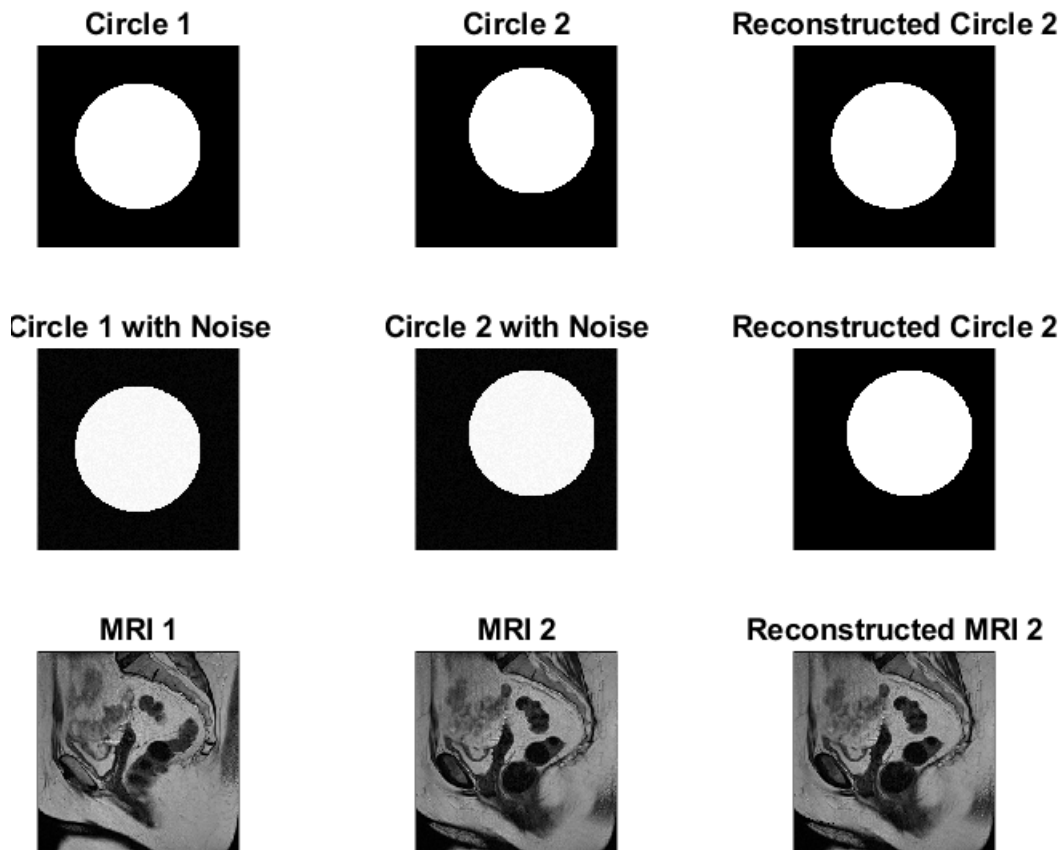 Circle 1
Circle 2
Reconstructed Circle 2
Circle 1 with Noise
Circle 2 with Noise
Reconstructed Circle 2
MRI 1
MRI 2
Reconstructed MRI 2